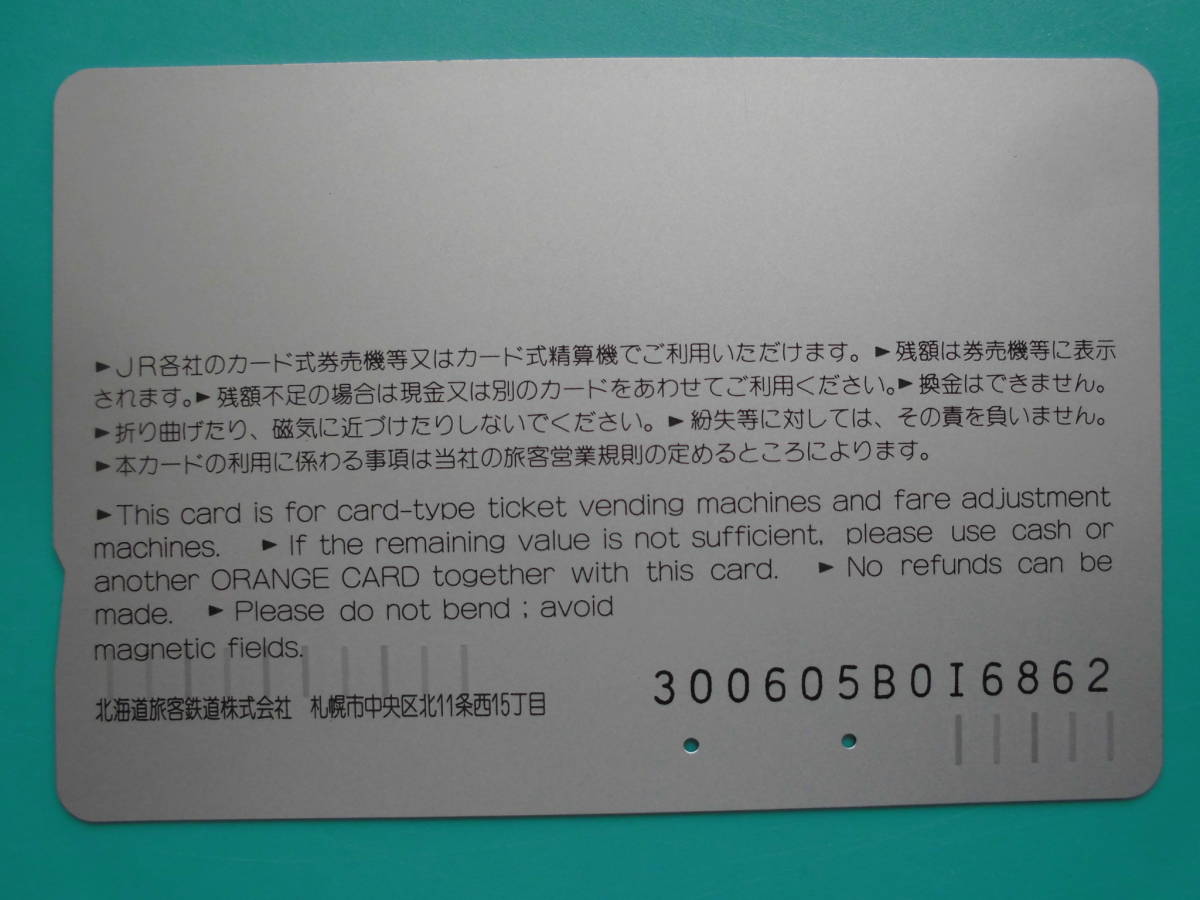 ►JR各社のカード式券売機等又はカード式精算機でご利用いただけます。►残額は券売機等に表示
されます。►残額不足の場合は現金又は別のカードをあわせてご利用ください。►換金はできません。
►折り曲げたり、磁気に近づけたりしないでください。►紛失等に対しては、その責を負いません。
►本カードの利用に係わる事項は当社の旅客営業規則の定めるところによります。
►This card is for card-type ticket vending machines and fare adjustment
machines. ►If the remaining value is not sufficient, please use cash or
another ORANGE CARD together with this card. ►No refunds can be
made. ►Please do not bend ; avoid
magnetic fields.
北海道旅客鉄道株式会社 札幌市中央区北11条西15丁目
300605B0I6862